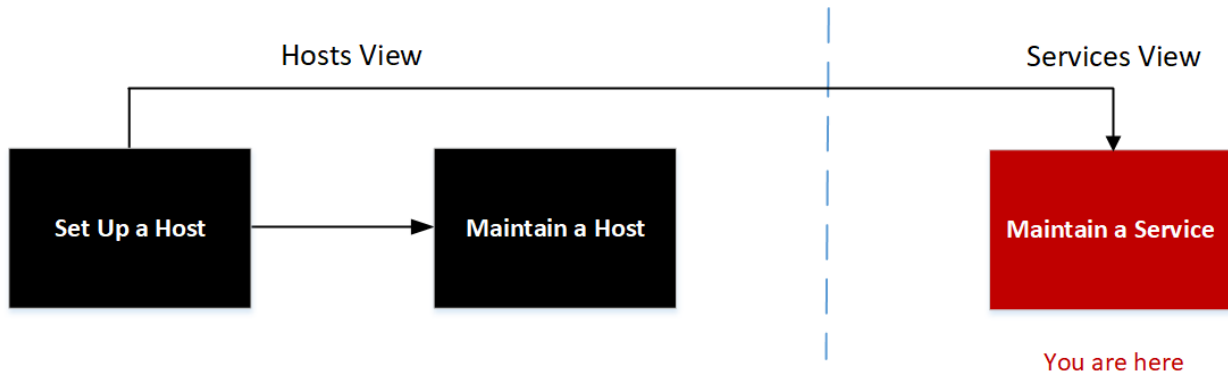 Hosts View
Services View
Set Up a Host
Maintain a Host
Maintain a Service
You are here